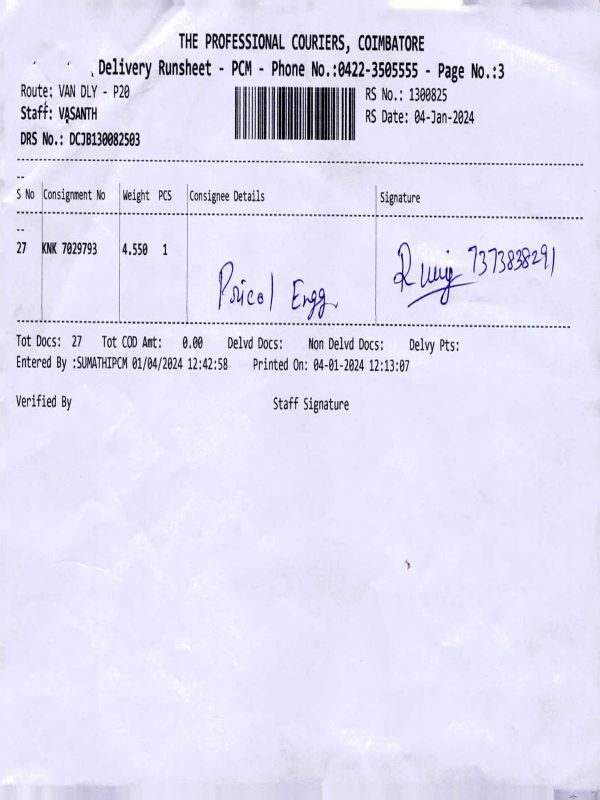 THE PROFESSIONAL COURIERS, COIMBATORE
Delivery Runsheet - PCM - Phone No.:0422-3505555 - Page No.:3
Route: VAN DLY - P20 RS No.: 1300825
Staff: VASANTH RS Date: 04-Jan-2024
DRS No.: DCJB130082503
--
S No Consignment No Weight PCS Consignee Details Signature
--
27 KNK 7029793 4.550 1 7373838291
Pricol Engg
Tot Docs: 27 Tot COD Amt: 0.00 Delvd Docs: Non Delvd Docs: Delvy Pts:
Entered By :SUMATHIPCM 01/04/2024 12:42:58 Printed On: 04-01-2024 12:13:07
Verified By Staff Signature